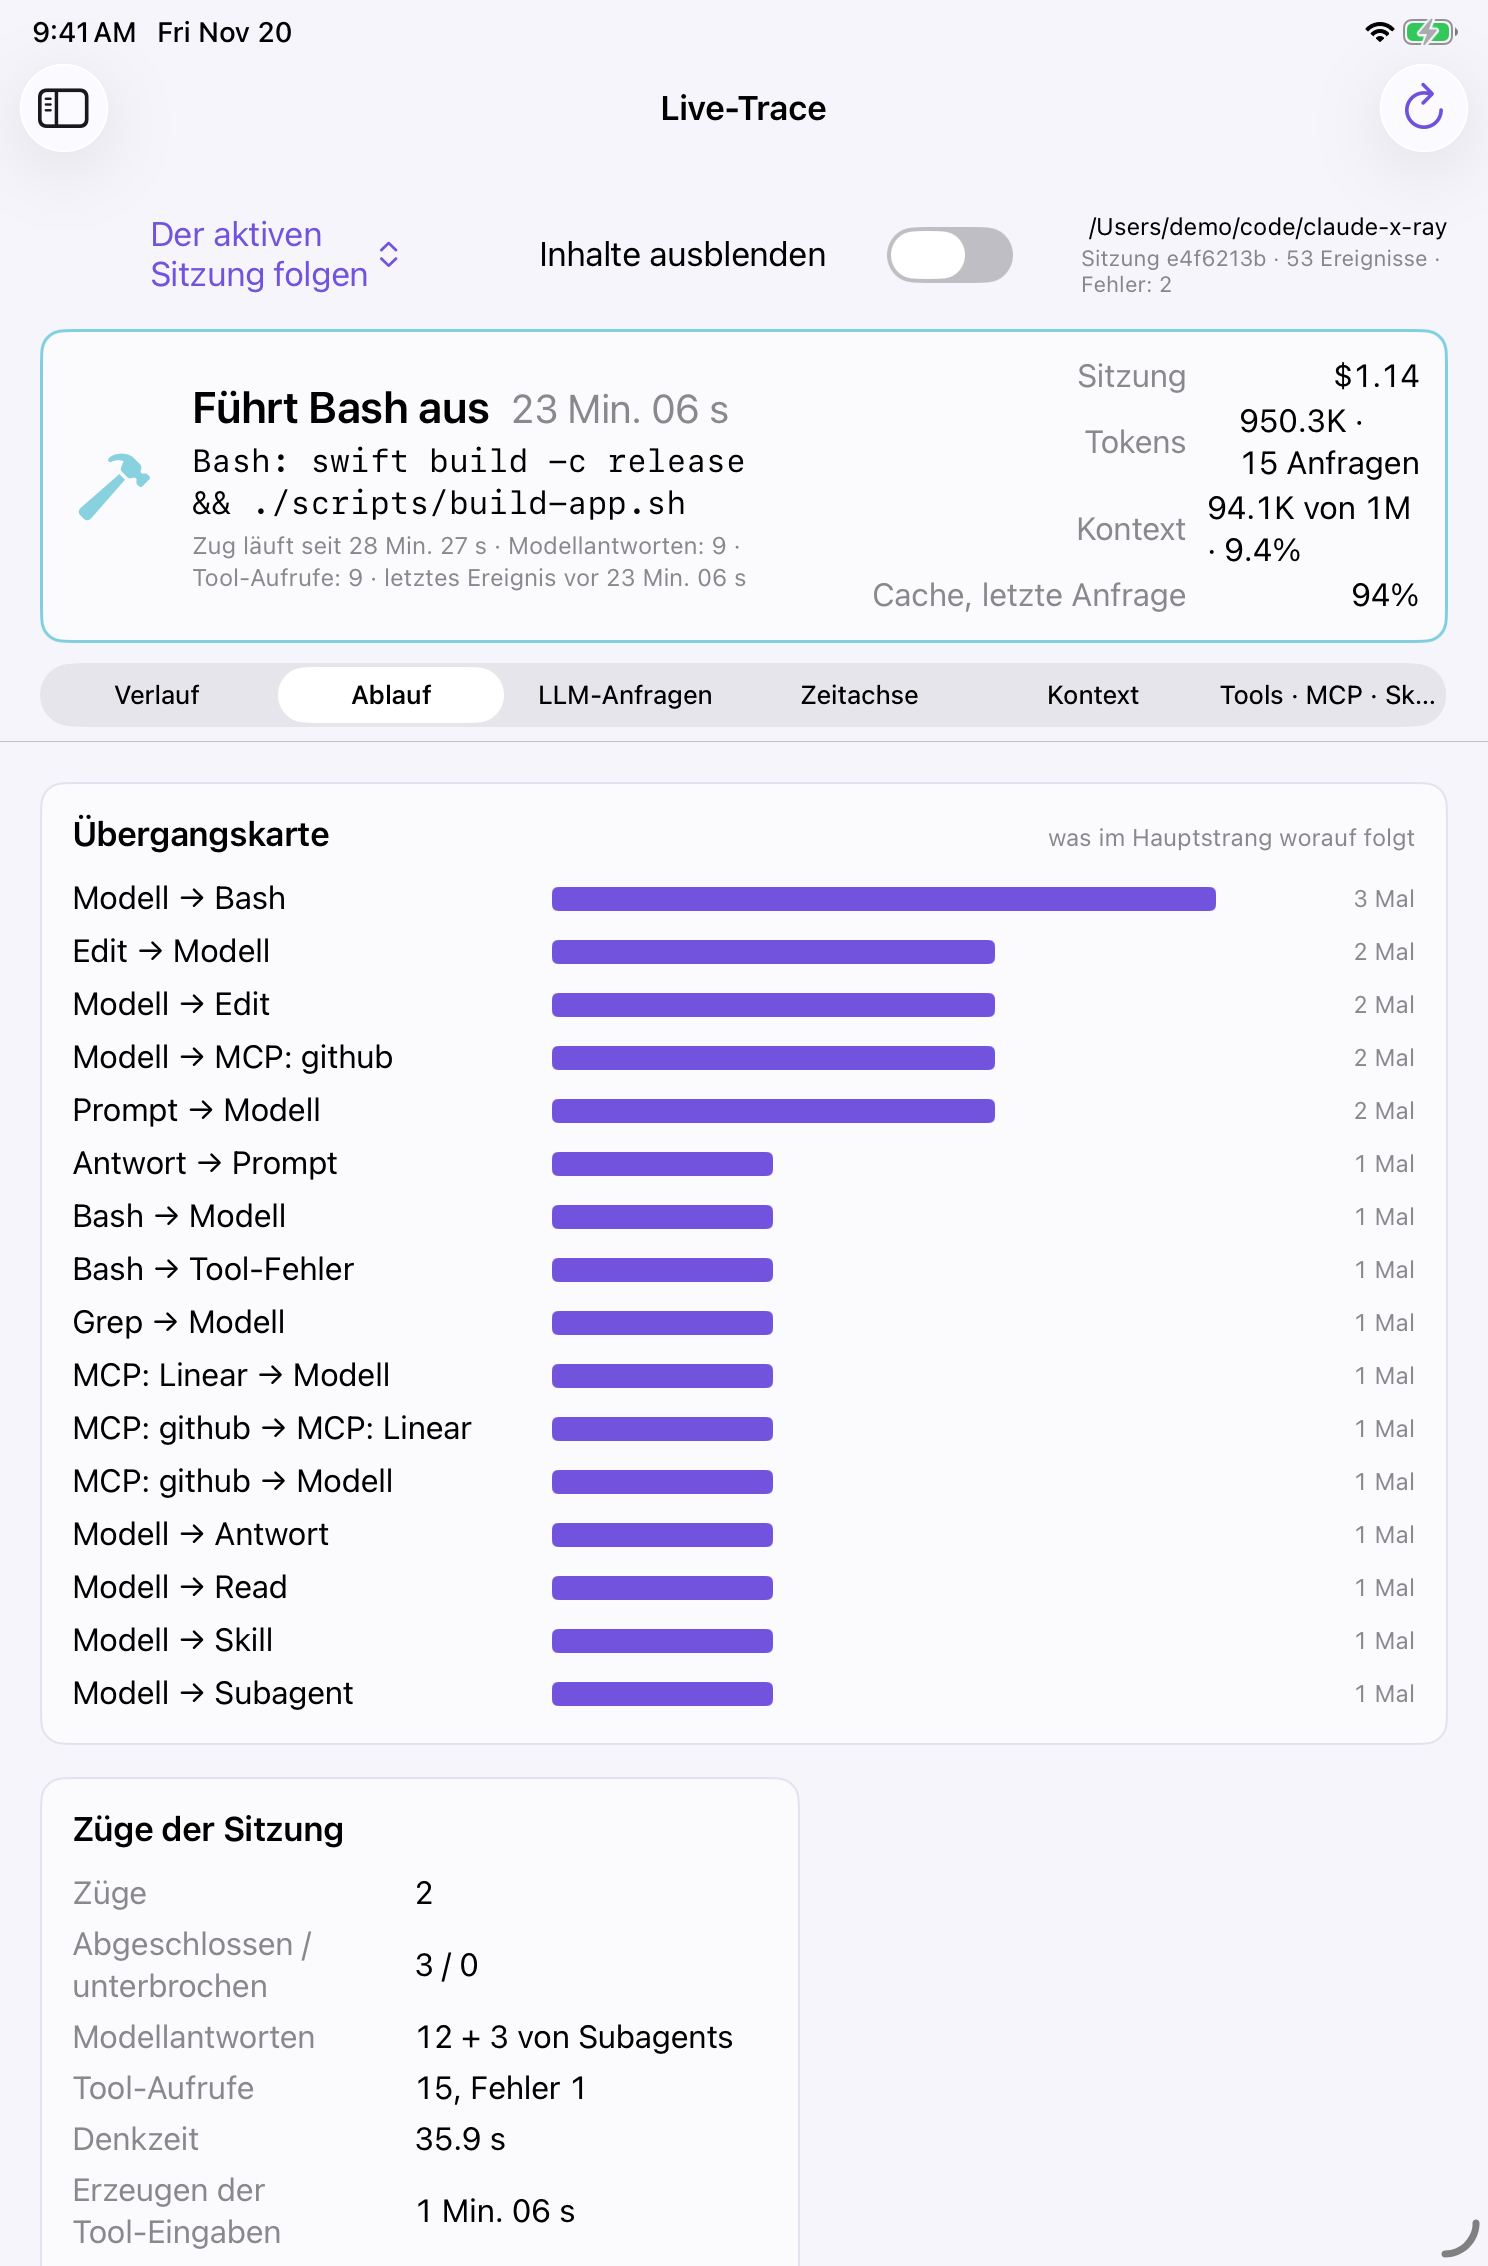 9:41 AM Fri Nov 20
Live-Trace
Der aktiven
Sitzung folgen
Inhalte ausblenden
/Users/demo/code/claude-x-ray
Sitzung e4f6213b · 53 Ereignisse ·
Fehler: 2
Führt Bash aus 23 Min. 06 s
Bash: swift build -c release
&& ./scripts/build-app.sh
Zug läuft seit 28 Min. 27 s · Modellantworten: 9 ·
Tool-Aufrufe: 9 · letztes Ereignis vor 23 Min. 06 s
Sitzung $1.14
Tokens 950.3K ·
15 Anfragen
Kontext 94.1K von 1M
· 9.4%
Cache, letzte Anfrage 94%
Verlauf Ablauf LLM-Anfragen Zeitachse Kontext Tools · MCP · Sk...
Übergangskarte was im Hauptstrang worauf folgt
Modell → Bash 3 Mal
Edit → Modell 2 Mal
Modell → Edit 2 Mal
Modell → MCP: github 2 Mal
Prompt → Modell 2 Mal
Antwort → Prompt 1 Mal
Bash → Modell 1 Mal
Bash → Tool-Fehler 1 Mal
Grep → Modell 1 Mal
MCP: Linear → Modell 1 Mal
MCP: github → MCP: Linear 1 Mal
MCP: github → Modell 1 Mal
Modell → Antwort 1 Mal
Modell → Read 1 Mal
Modell → Skill 1 Mal
Modell → Subagent 1 Mal
Züge der Sitzung
Züge 2
Abgeschlossen /
unterbrochen 3 / 0
Modellantworten 12 + 3 von Subagents
Tool-Aufrufe 15, Fehler 1
Denkzeit 35.9 s
Erzeugen der
Tool-Eingaben 1 Min. 06 s